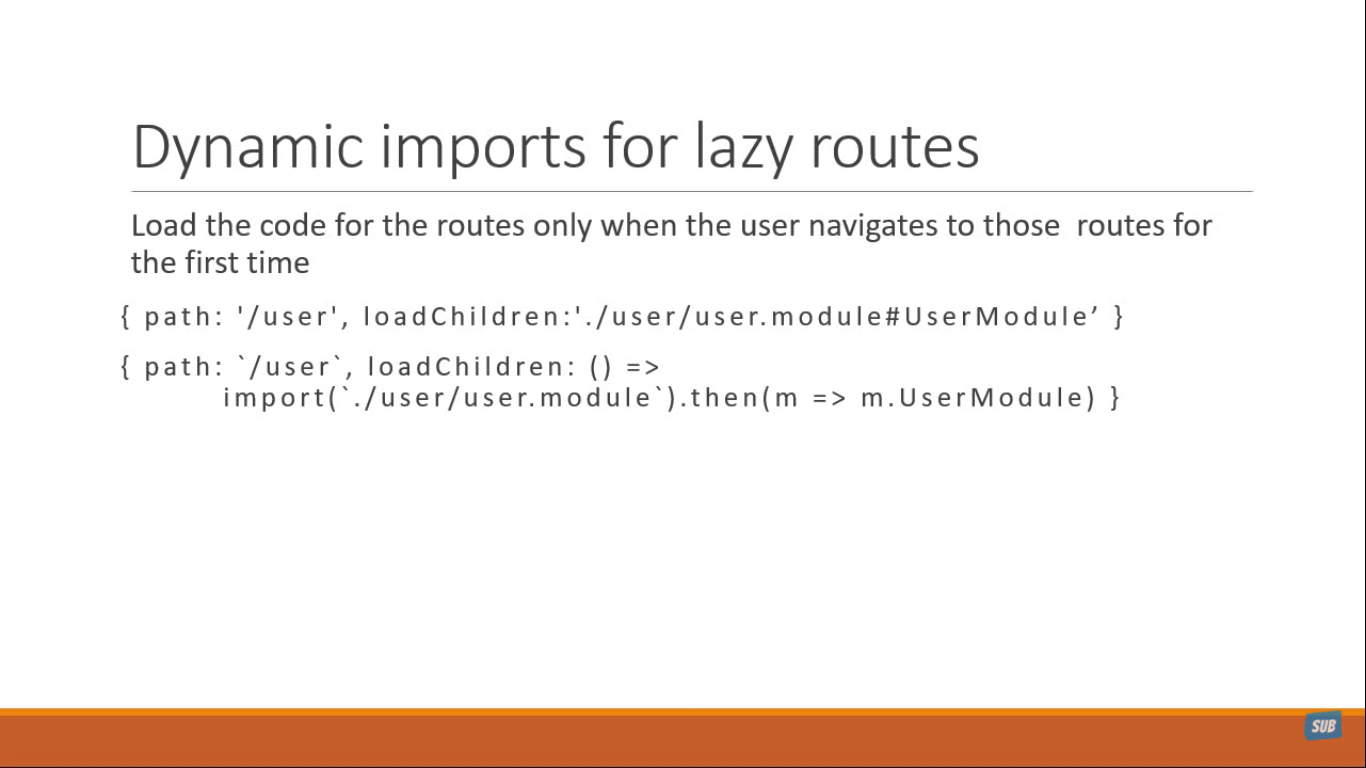 Dynamic imports for lazy routes
Load the code for the routes only when the user navigates to those  routes for
the first time
{ path: '/user', loadChildren:'./user/user.module#UserModule’ }
{ path: `/user`, loadChildren: () =>
import(`./user/user.module`).then(m => m.UserModule) }
SUB